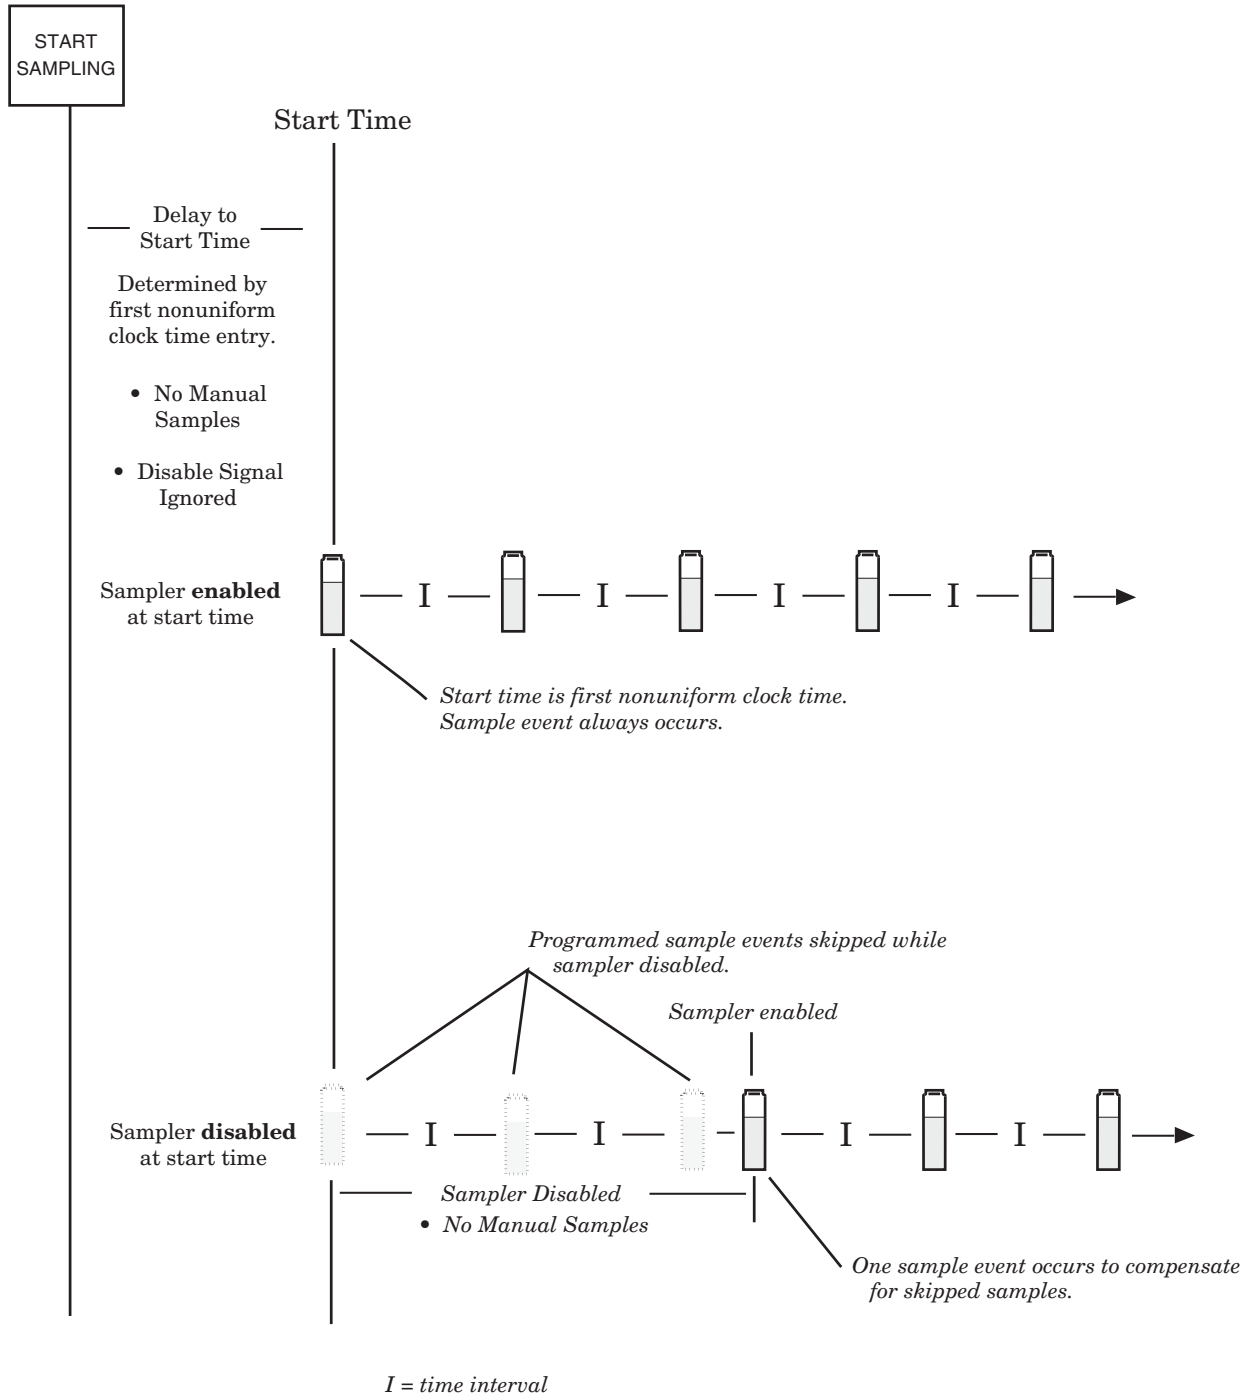 START
SAMPLING
Start Time
Delay to
Start Time
Determined by
first nonuniform
clock time entry.
• No Manual
Samples
• Disable Signal
Ignored
Sampler enabled
at start time
I I I I
Start time is first nonuniform clock time.
Sample event always occurs.
Programmed sample events skipped while
sampler disabled.
Sampler enabled
Sampler disabled
at start time
I I I I
Sampler Disabled
• No Manual Samples
One sample event occurs to compensate
for skipped samples.
I = time interval